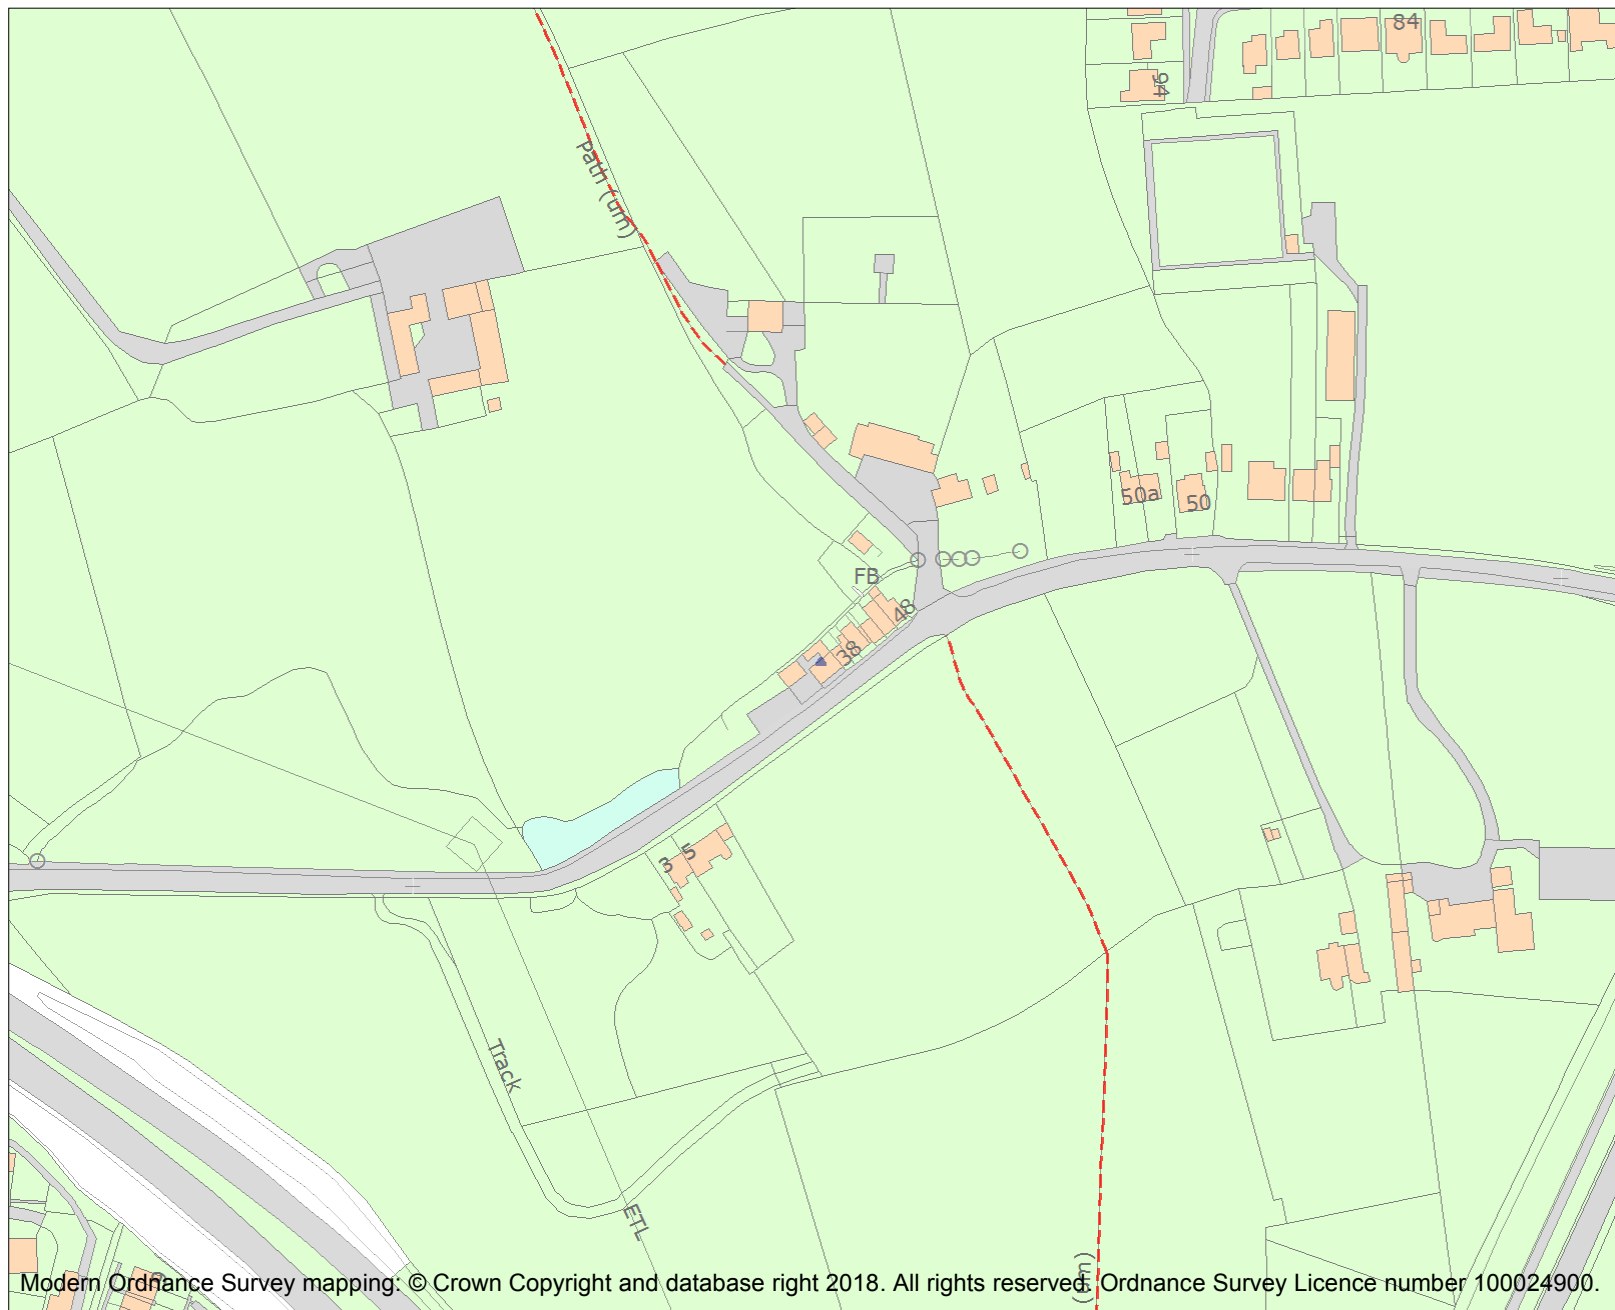 84
94
Path (um)
50a
50
FB
48
38
3
5
Track
ETL
(um)
Modern Ordnance Survey mapping: © Crown Copyright and database right 2018. All rights reserved. Ordnance Survey Licence number 100024900.